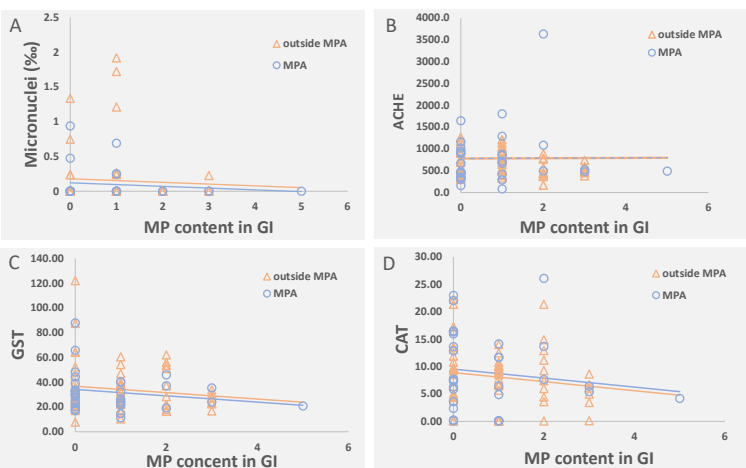 A
Micronuclei (‰)
2.5
2
1.5
1
0.5
0
0 1 2 3 4 5 6
MP content in GI
outside MPA
MPA
B
ACHE
4000.0
3500.0
3000.0
2500.0
2000.0
1500.0
1000.0
500.0
0.0
0 2 4 6
MP content in GI
outside MPA
MPA
C
GST
140.00
120.00
100.00
80.00
60.00
40.00
20.00
0.00
0 2 4 6
MP concent in GI
outside MPA
MPA
D
CAT
30.00
25.00
20.00
15.00
10.00
5.00
0.00
0 2 4 6
MP content in GI
outside MPA
MPA